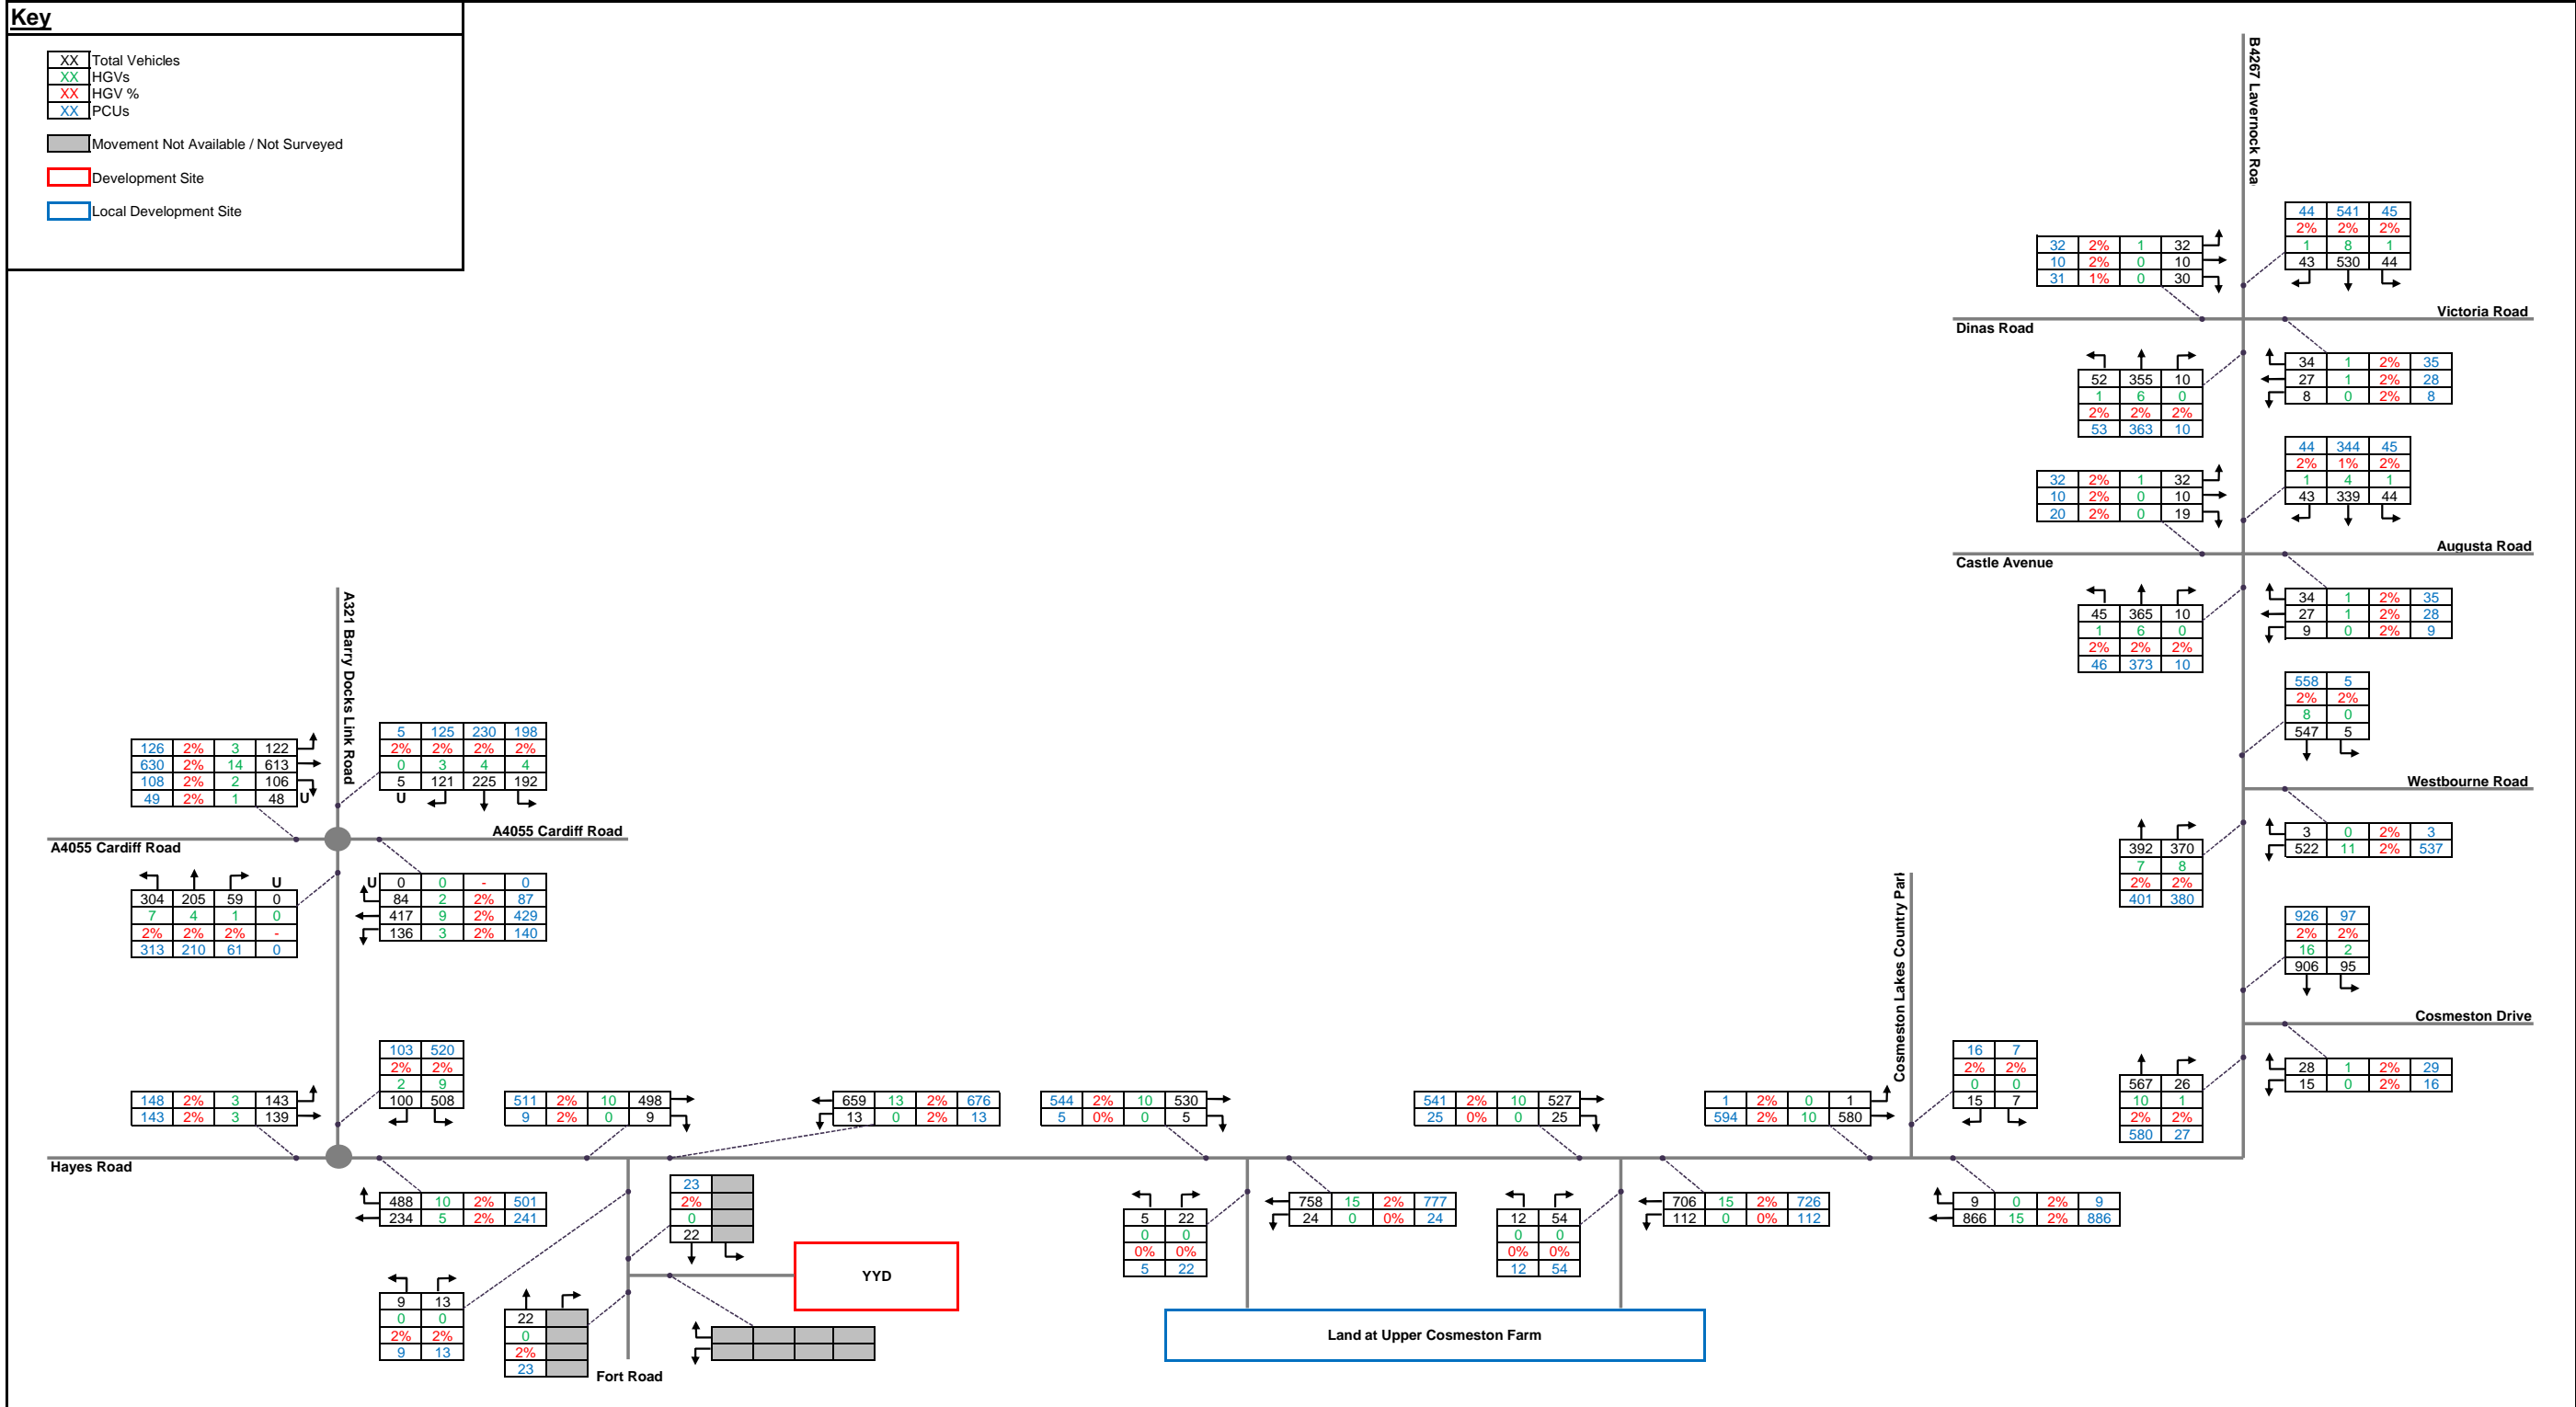 Key
XX Total Vehicles
XX HGVs
XX HGV %
XX PCUs
Movement Not Available / Not Surveyed
Development Site
Local Development Site
B4267 Lavernock Roa
44 541 45
2% 2% 2%
1 8 1
43 530 44
32 2% 1 32
10 2% 0 10
31 1% 0 30
Victoria Road
Dinas Road
52 355 10
1 6 0
2% 2% 2%
53 363 10
34 1 2% 35
27 1 2% 28
8 0 2% 8
44 344 45
2% 1% 2%
1 4 1
43 339 44
32 2% 1 32
10 2% 0 10
20 2% 0 19
Augusta Road
Castle Avenue
45 365 10
1 6 0
2% 2% 2%
46 373 10
34 1 2% 35
27 1 2% 28
9 0 2% 9
558 5
2% 2%
8 0
547 5
Westbourne Road
392 370
7 8
2% 2%
401 380
3 0 2% 3
522 11 2% 537
926 97
2% 2%
16 2
906 95
Cosmeston Drive
567 26
10 1
2% 2%
580 27
28 1 2% 29
15 0 2% 16
A321 Barry Docks Link Road
126 2% 3 122
630 2% 14 613
108 2% 2 106
49 2% 1 48 U
5 125 230 198
2% 2% 2% 2%
0 3 4 4
5 121 225 192
U
A4055 Cardiff Road
A4055 Cardiff Road
U
304 205 59 0
7 4 1 0
2% 2% 2% -
313 210 61 0
U 0 0 - 0
84 2 2% 87
417 9 2% 429
136 3 2% 140
103 520
2% 2%
2 9
100 508
148 2% 3 143
143 2% 3 139
511 2% 10 498
9 2% 0 9
659 13 2% 676
13 0 2% 13
544 2% 10 530
5 0% 0 5
541 2% 10 527
25 0% 0 25
1 2% 0 1
594 2% 10 580
Cosmeston Lakes Country Park
16 7
2% 2%
0 0
15 7
Hayes Road
488 10 2% 501
234 5 2% 241
23
2%
0
22
5 22
0 0
0% 0%
5 22
758 15 2% 777
24 0 0% 24
12 54
0 0
0% 0%
12 54
706 15 2% 726
112 0 0% 112
9 0 2% 9
866 15 2% 886
YYD
9 13
0 0
2% 2%
9 13
22
0
2%
23
Fort Road
Land at Upper Cosmeston Farm